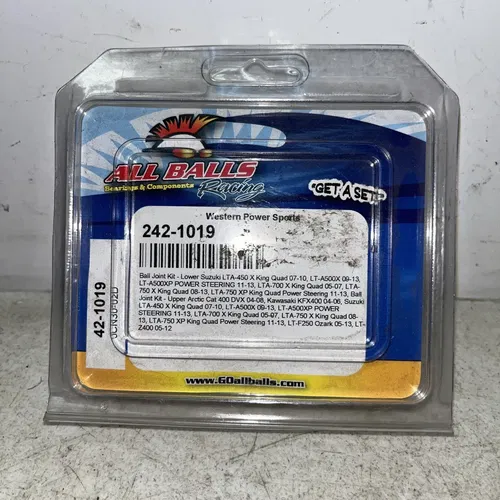 ALL BALLS
Bearings & Components
Racing
"GET A SET!"
Western Power Sports
242-1019
Ball Joint Kit - Lower Suzuki LTA-450 X King Quad 07-10, LT-A500X 09-13,
LT-A500XP POWER STEERING 11-13, LTA-700 X King Quad 05-07, LTA-
750 X King Quad 08-13, LTA-750 XP King Quad Power Steering 11-13, Ball
Joint Kit - Upper Arctic Cat 400 DVX 04-08, Kawasaki KFX400 04-06, Suzuki
LTA-450 X King Quad 07-10, LT-A500X 09-13, LT-A500XP POWER
STEERING 11-13, LTA-700 X King Quad 05-07, LTA-750 X King Quad 08-
13, LTA-750 XP King Quad Power Steering 11-13, LT-F250 Ozark 05-13, LT-
Z400 05-12
42-1019
www.GOallballs.com